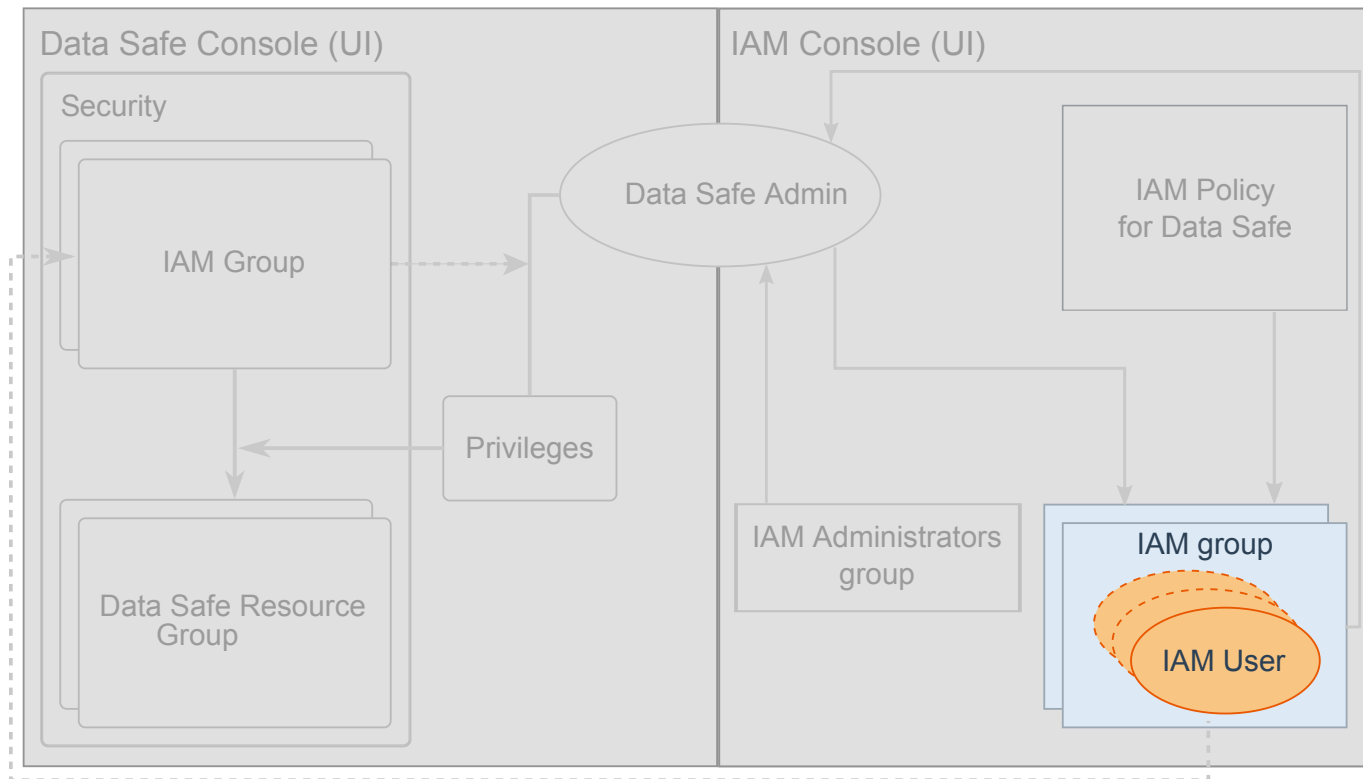 Data Safe Console (UI)
IAM Console (UI)
Security
IAM Group
Data Safe Admin
IAM Policy
for Data Safe
Privileges
IAM Administrators
group
IAM group
IAM User
Data Safe Resource
Group